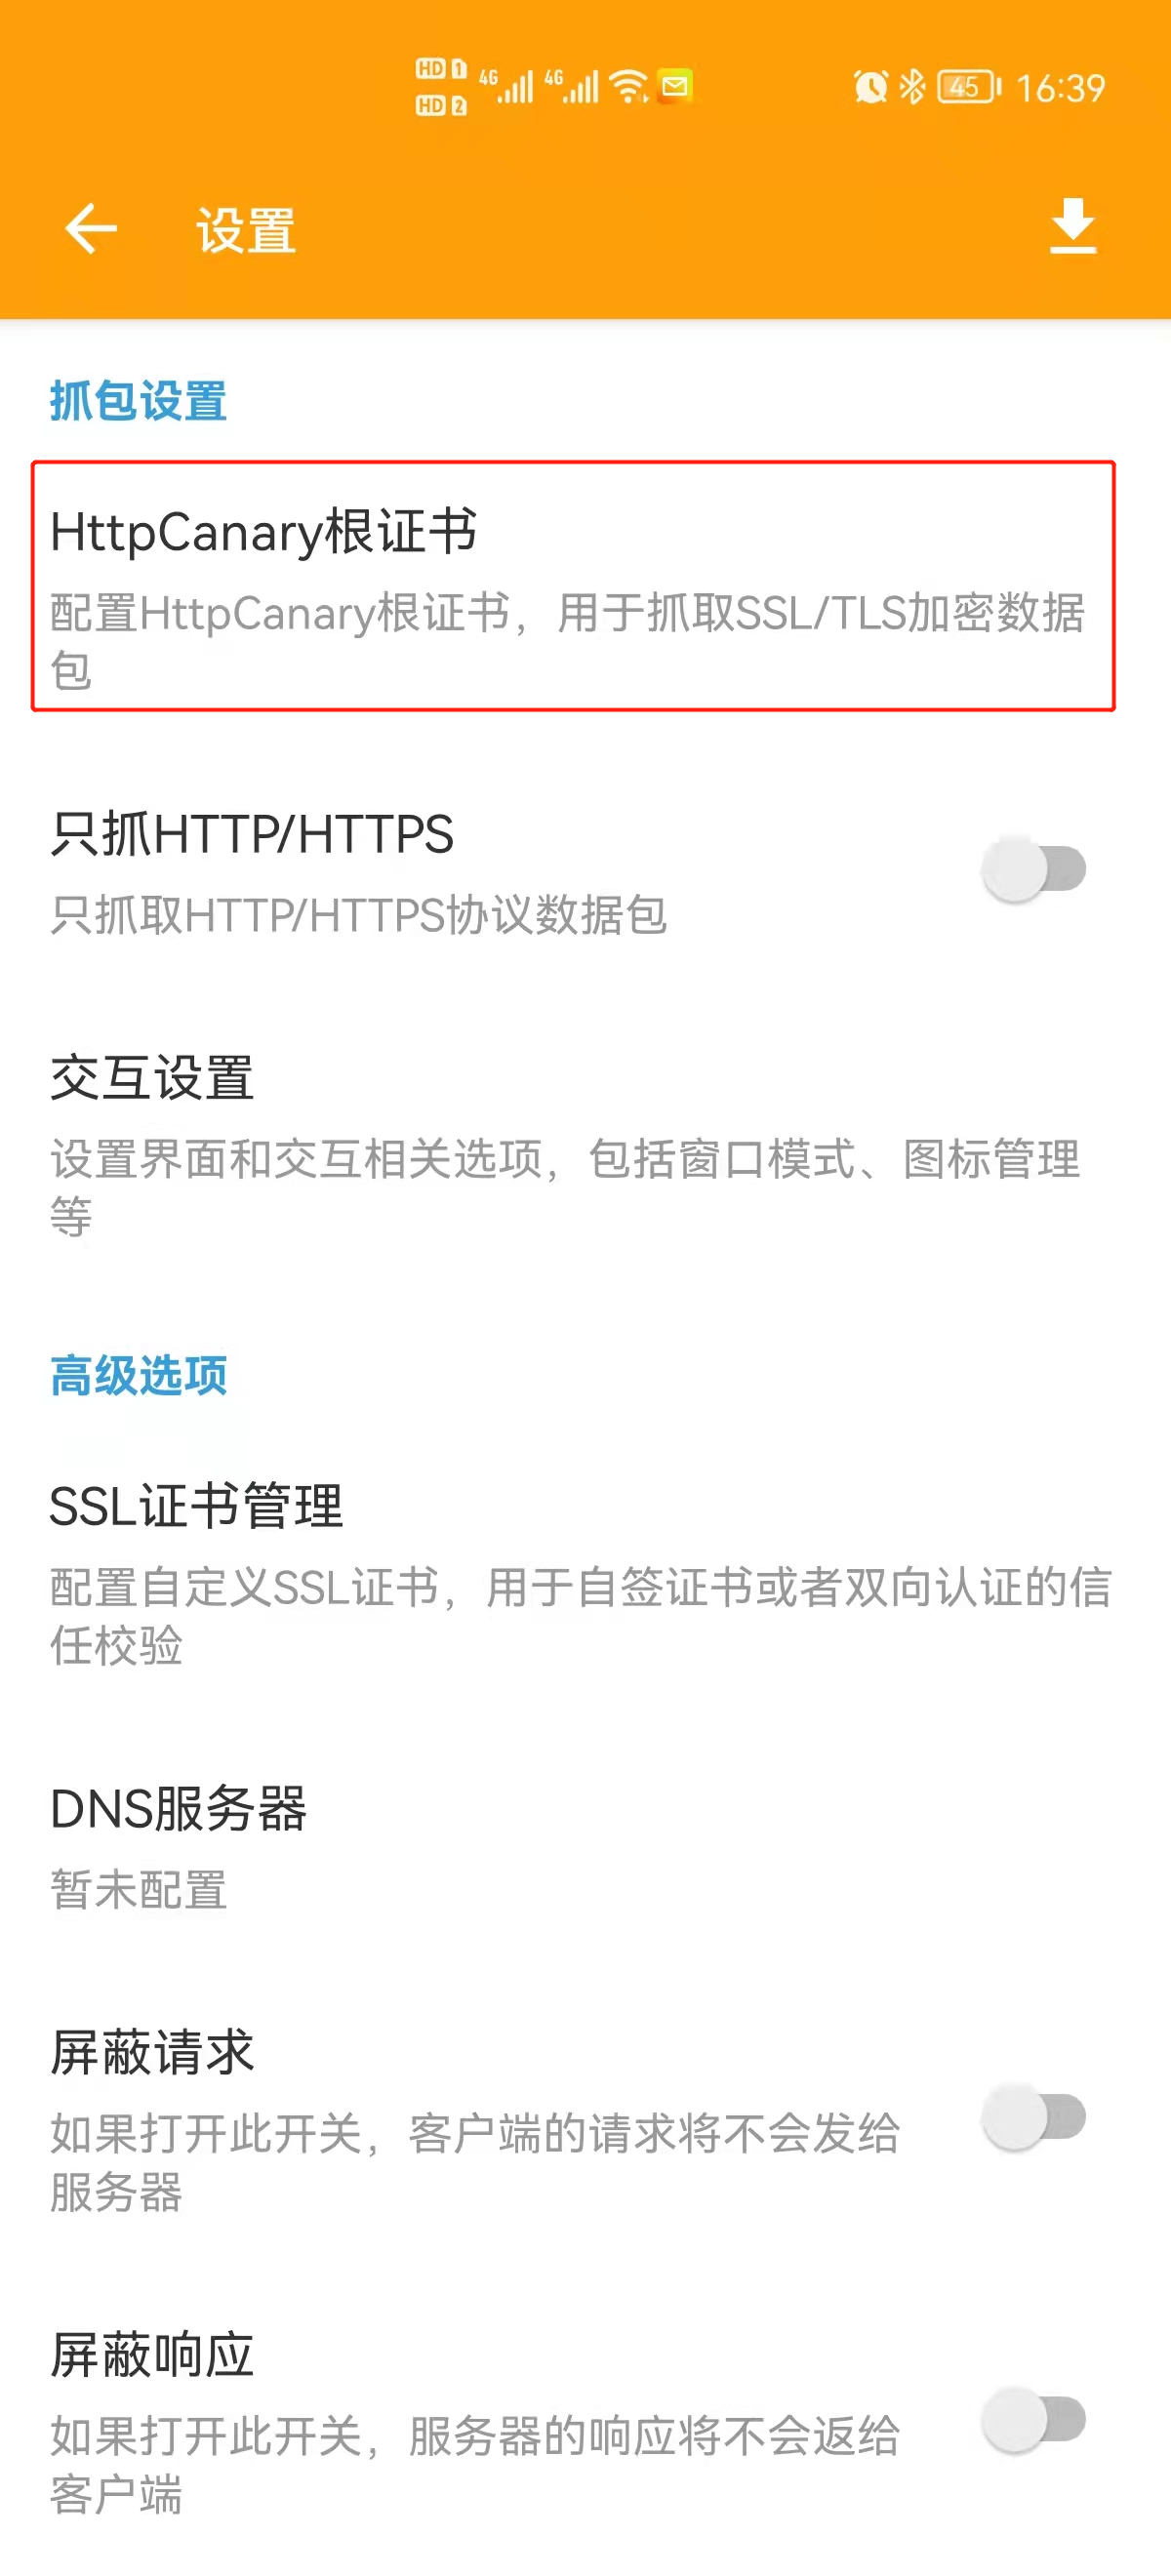 HD 1 4G 4G 45 16:39
HD 2
设置
抓包设置
HttpCanary根证书
配置HttpCanary根证书，用于抓取SSL/TLS加密数据
包
只抓HTTP/HTTPS
只抓取HTTP/HTTPS协议数据包
交互设置
设置界面和交互相关选项，包括窗口模式、图标管理
等
高级选项
SSL证书管理
配置自定义SSL证书，用于自签证书或者双向认证的信
任校验
DNS服务器
暂未配置
屏蔽请求
如果打开此开关，客户端的请求将不会发给
服务器
屏蔽响应
如果打开此开关，服务器的响应将不会返给
客户端